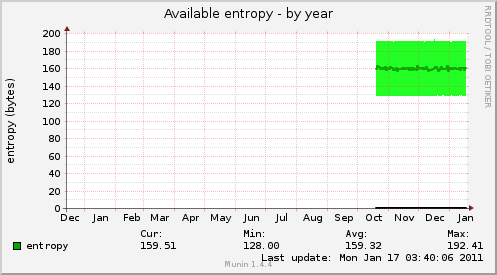 Available entropy - by year
RRDTOOL / TOBI OETIKER
entropy (bytes)
200
180
160
140
120
100
80
60
40
20
0
Dec Jan Feb Mar Apr May Jun Jul Aug Sep Oct Nov Dec Jan
Cur: Min: Avg: Max:
entropy 159.51 128.00 159.32 192.41
Last update: Mon Jan 17 03:40:06 2011
Munin 1.4.4